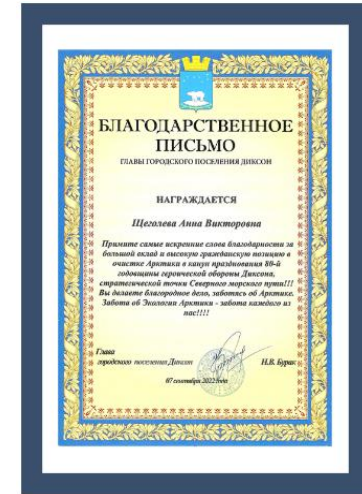 БЛАГОДАРСТВЕННОЕ
ПИСЬМО
ГЛАВЫ ГОРОДСКОГО ПОСЕЛЕНИЯ ДИКСОН
НАГРАЖДАЕТСЯ
Щеголева Анна Викторовна
Примите самые искренние слова благодарности за
большой вклад и высокую гражданскую позицию в
очистке Арктики в канун празднования 80-й
годовщины героической обороны Диксона,
стратегической точки Северного морского пути!!!
Вы делаете благородное дело, заботясь об Арктике.
Забота об Экологии Арктики - забота каждого из
нас!!!!
Глава
городского поселения Диксон Н.В. Бурак
07 сентября 2022 года